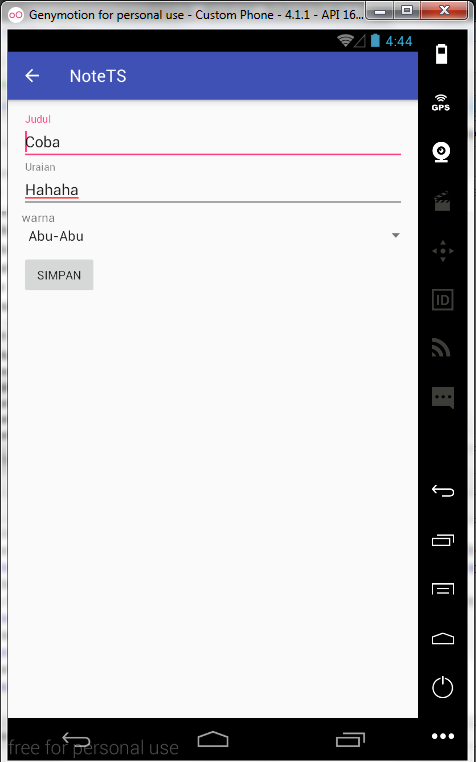 Genymotion for personal use - Custom Phone - 4.1.1 - API 16...
4:44
NoteTS
GPS
Judul
Coba
Uraian
Hahaha
warna
Abu-Abu
ID
SIMPAN
free for personal use